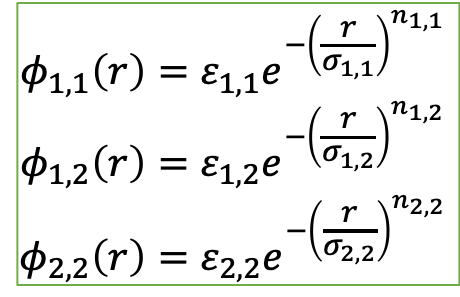 ϕ₁,₁(r) = ε₁,₁e^{−(r/σ₁,₁)^{n₁,₁}}
ϕ₁,₂(r) = ε₁,₂e^{−(r/σ₁,₂)^{n₁,₂}}
ϕ₂,₂(r) = ε₂,₂e^{−(r/σ₂,₂)^{n₂,₂}}